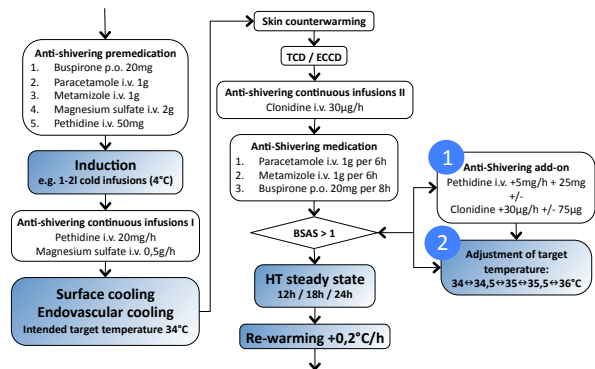 Anti-shivering premedication
1. Buspirone p.o. 20mg
2. Paracetamole i.v. 1g
3. Metamizole i.v. 1g
4. Magnesium sulfate i.v. 2g
5. Pethidine i.v. 50mg
Induction
e.g. 1-2l cold infusions (4°C)
Anti-shivering continuous infusions I
Pethidine i.v. 20mg/h
Magnesium sulfate i.v. 0,5g/h
Surface cooling
Endovascular cooling
Intended target temperature 34°C
Skin counterwarming
TCD / ECCD
Anti-shivering continuous infusions II
Clonidine i.v. 30µg/h
Anti-Shivering medication
1. Paracetamole i.v. 1g per 6h
2. Metamizole i.v. 1g per 6h
3. Buspirone p.o. 20mg per 8h
BSAS > 1
HT steady state
12h / 18h / 24h
Re-warming +0,2°C/h
1
Anti-Shivering add-on
Pethidine i.v. +5mg/h + 25mg
+/-
Clonidine +30µg/h +/- 75µg
2
Adjustment of target
temperature:
34⇔34,5⇔35⇔35,5⇔36°C